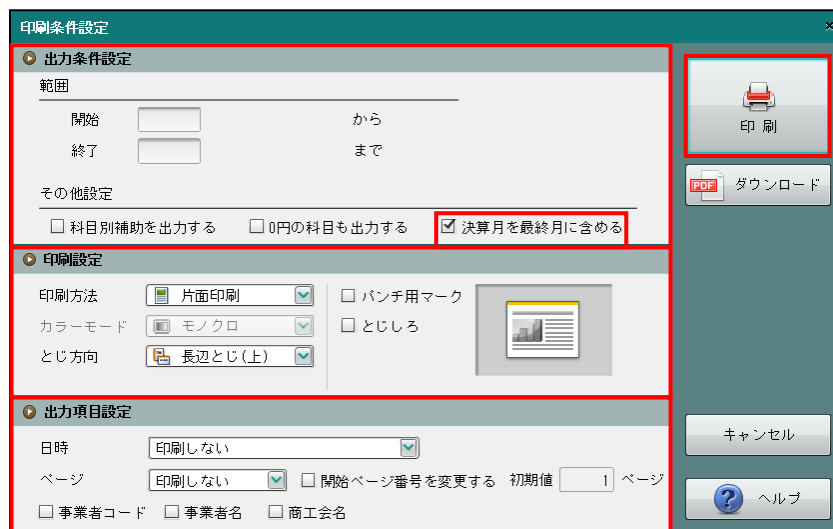 印刷条件設定
出力条件設定
範囲
開始 から
終了 まで
その他設定
科目別補助を出力する 0円の科目も出力する 決算月を最終月に含める
印刷設定
印刷方法 片面印刷 パンチ用マーク
カラーモード モノクロ とじしろ
とじ方向 長辺とじ(上)
出力項目設定
日時 印刷しない
ページ 印刷しない 開始ページ番号を変更する 初期値 1 ページ
事業者コード 事業者名 商工会名
印 刷
PDF ダウンロード
キャンセル
? ヘルプ